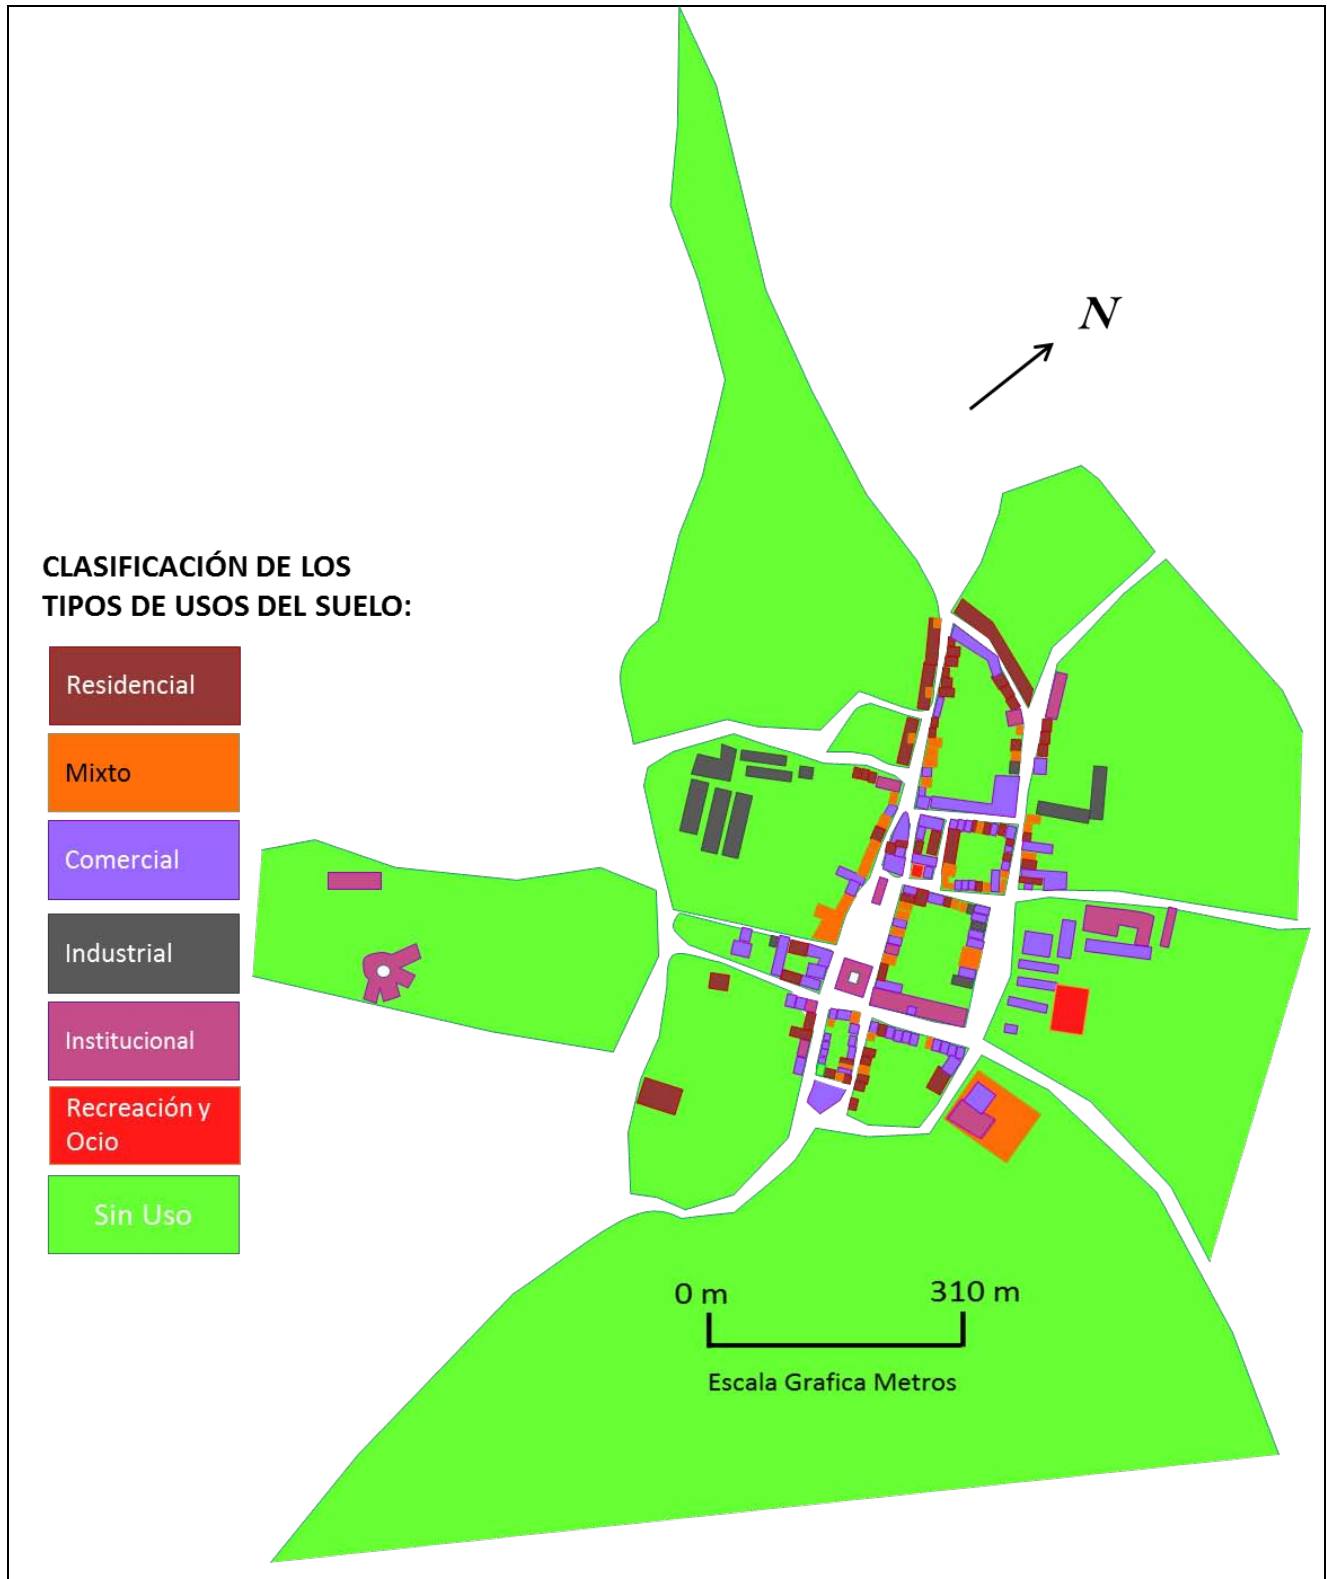 N
CLASIFICACIÓN DE LOS
TIPOS DE USOS DEL SUELO:
Residencial
Mixto
Comercial
Industrial
Institucional
Recreación y
Ocio
Sin Uso
0 m 310 m
Escala Grafica Metros